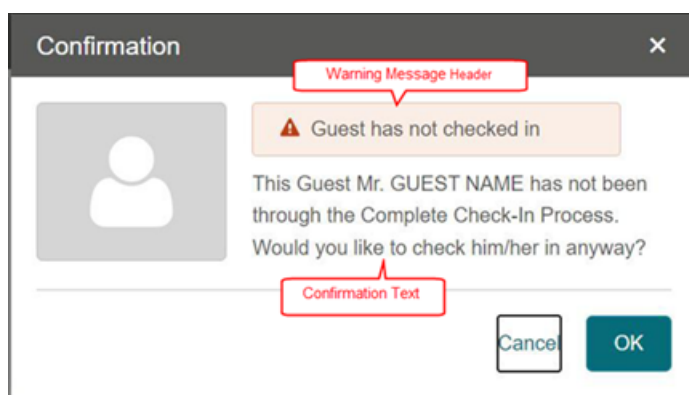 Confirmation
Warning Message Header
Guest has not checked in
This Guest Mr. GUEST NAME has not been
through the Complete Check-In Process.
Would you like to check him/her in anyway?
Confirmation Text
Cancel
OK